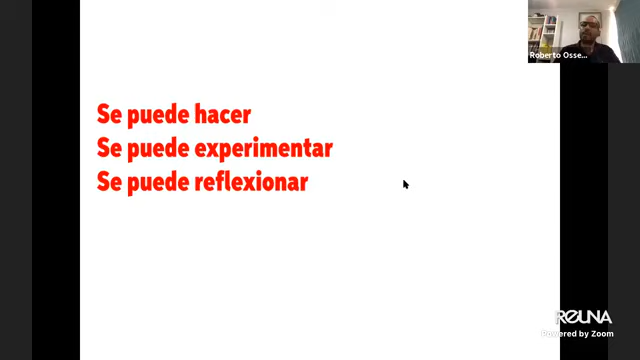 Roberto Osse...
Se puede hacer
Se puede experimentar
Se puede reflexionar
REUNA
Powered by Zoom